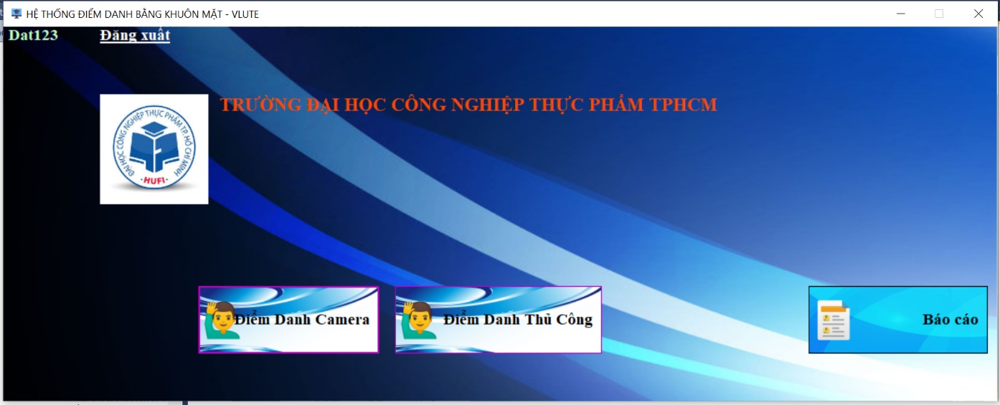 HỆ THỐNG ĐIỂM DANH BẰNG KHUÔN MẶT - VLUTE
Dat123 Đăng xuất
TRƯỜNG ĐẠI HỌC CÔNG NGHIỆP THỰC PHẨM TPHCM
ĐẠI HỌC CÔNG NGHIỆP THỰC PHẨM TP. HỒ CHÍ MINH
· HUFI ·
Điểm Danh Camera
Điểm Danh Thủ Công
Báo cáo